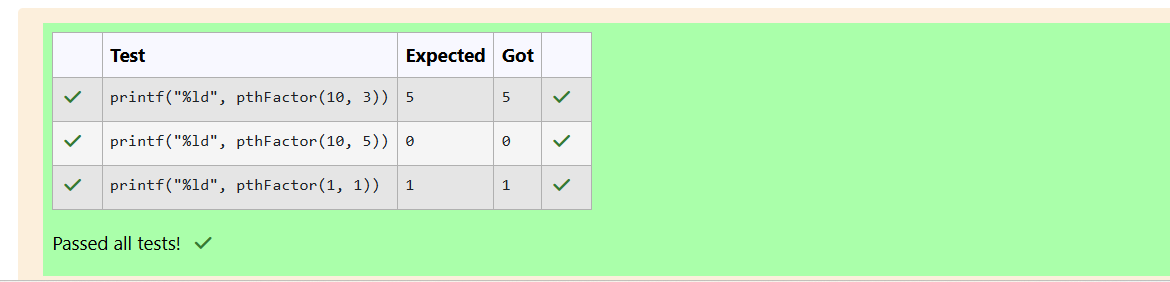 Test Expected Got
printf("%ld", pthFactor(10, 3)) 5 5
printf("%ld", pthFactor(10, 5)) 0 0
printf("%ld", pthFactor(1, 1)) 1 1
Passed all tests!